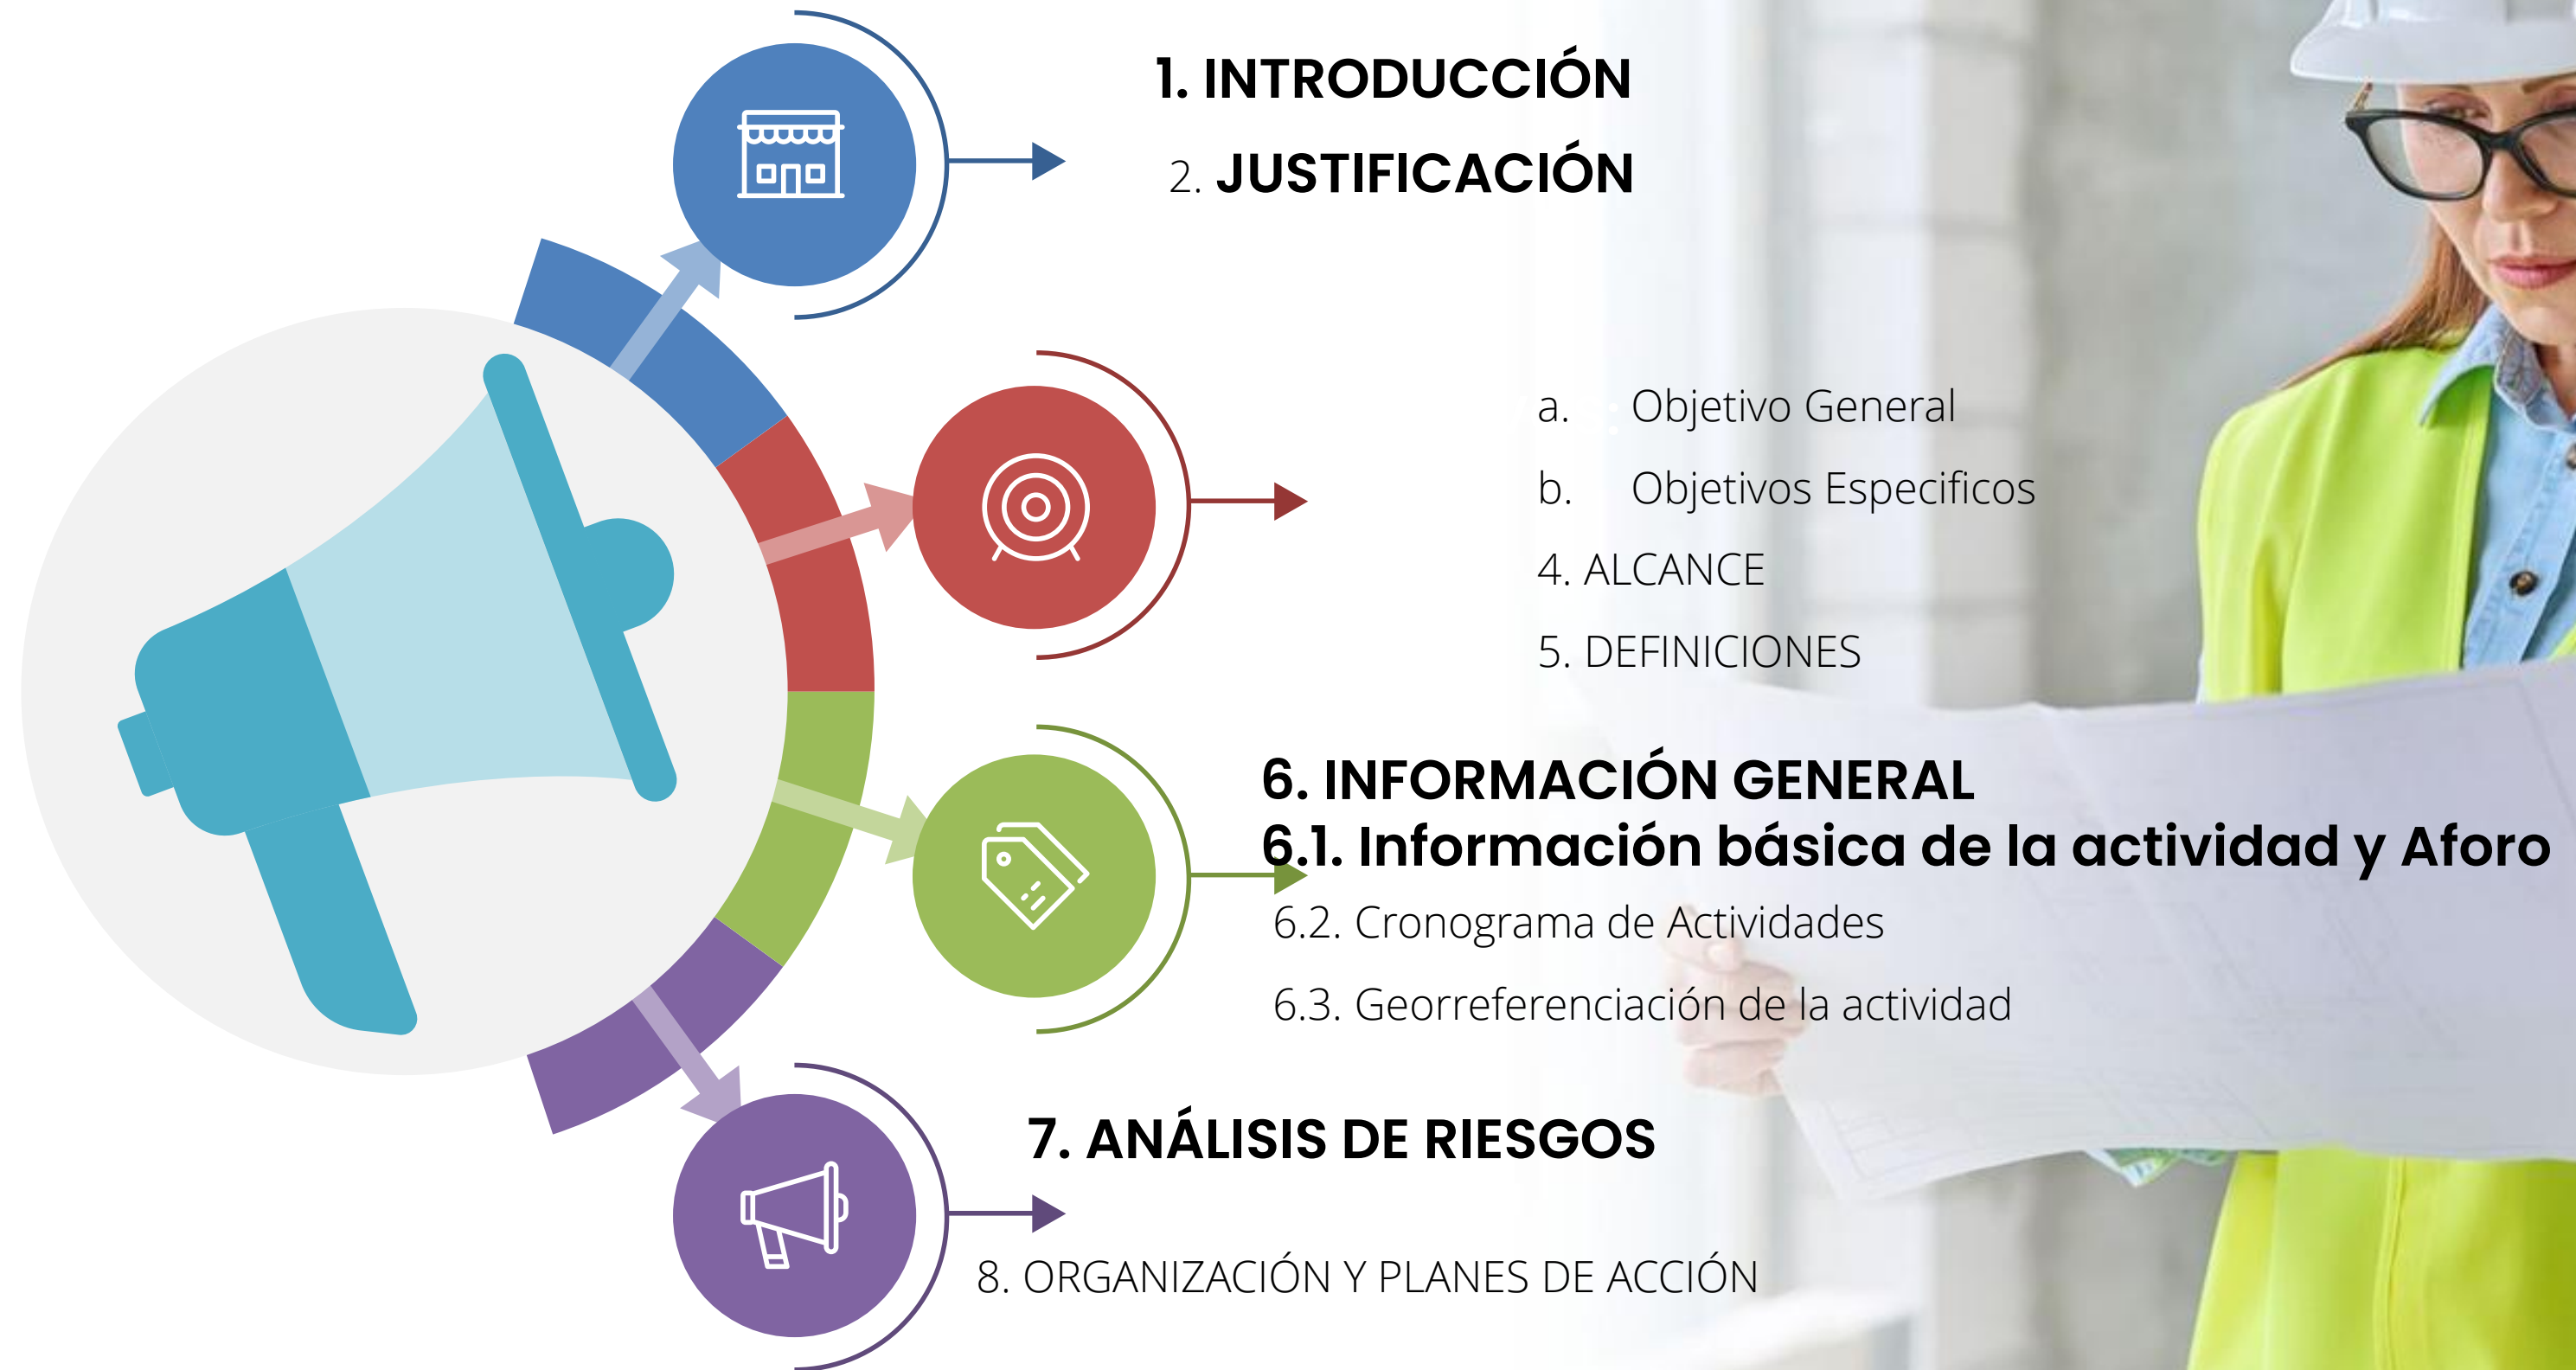 1. INTRODUCCIÓN
2. JUSTIFICACIÓN
a. Objetivo General
b. Objetivos Especificos
4. ALCANCE
5. DEFINICIONES
6. INFORMACIÓN GENERAL
6.1. Información básica de la actividad y Aforo
6.2. Cronograma de Actividades
6.3. Georreferenciación de la actividad
7. ANÁLISIS DE RIESGOS
8. ORGANIZACIÓN Y PLANES DE ACCIÓN